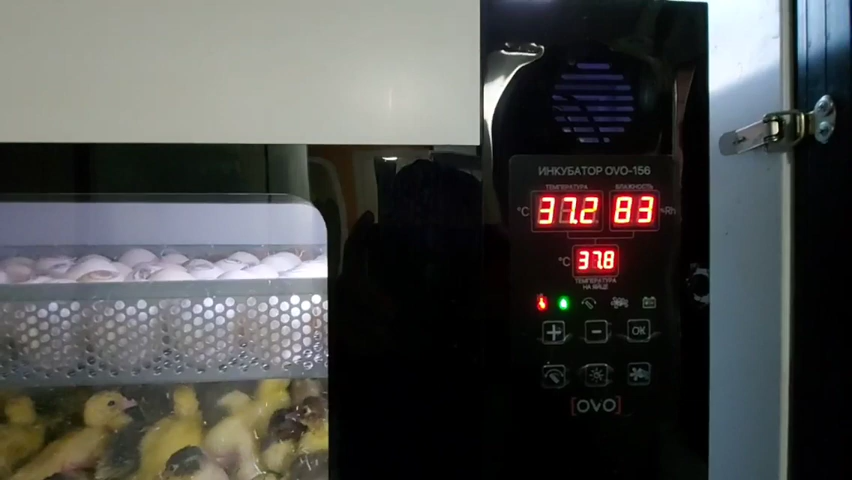 ИНКУБАТОР OVO-156
ТЕМПЕРАТУРА ВЛАЖНОСТЬ
°C 37.2 83 %Rh
°C 37.8
ТЕМПЕРАТУРА
НА ЯЙЦЕ
+ - OK
[OVO]